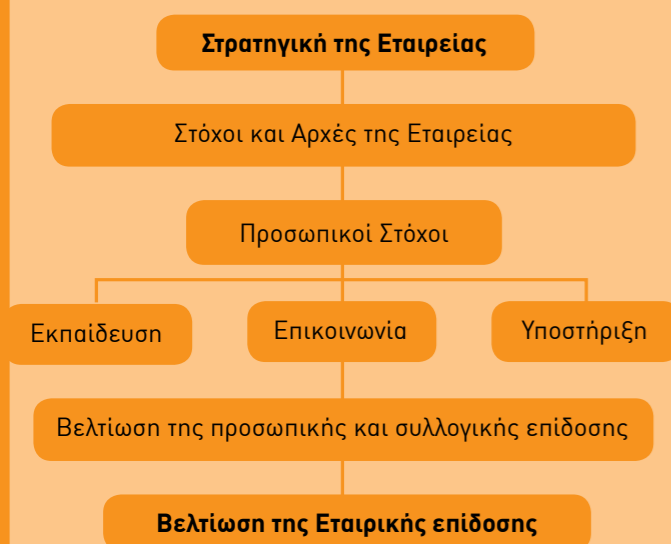 Στρατηγική της Εταιρείας
Στόχοι και Αρχές της Εταιρείας
Προσωπικοί Στόχοι
Εκπαίδευση
Επικοινωνία
Υποστήριξη
Βελτίωση της προσωπικής και συλλογικής επίδοσης
Βελτίωση της Εταιρικής επίδοσης